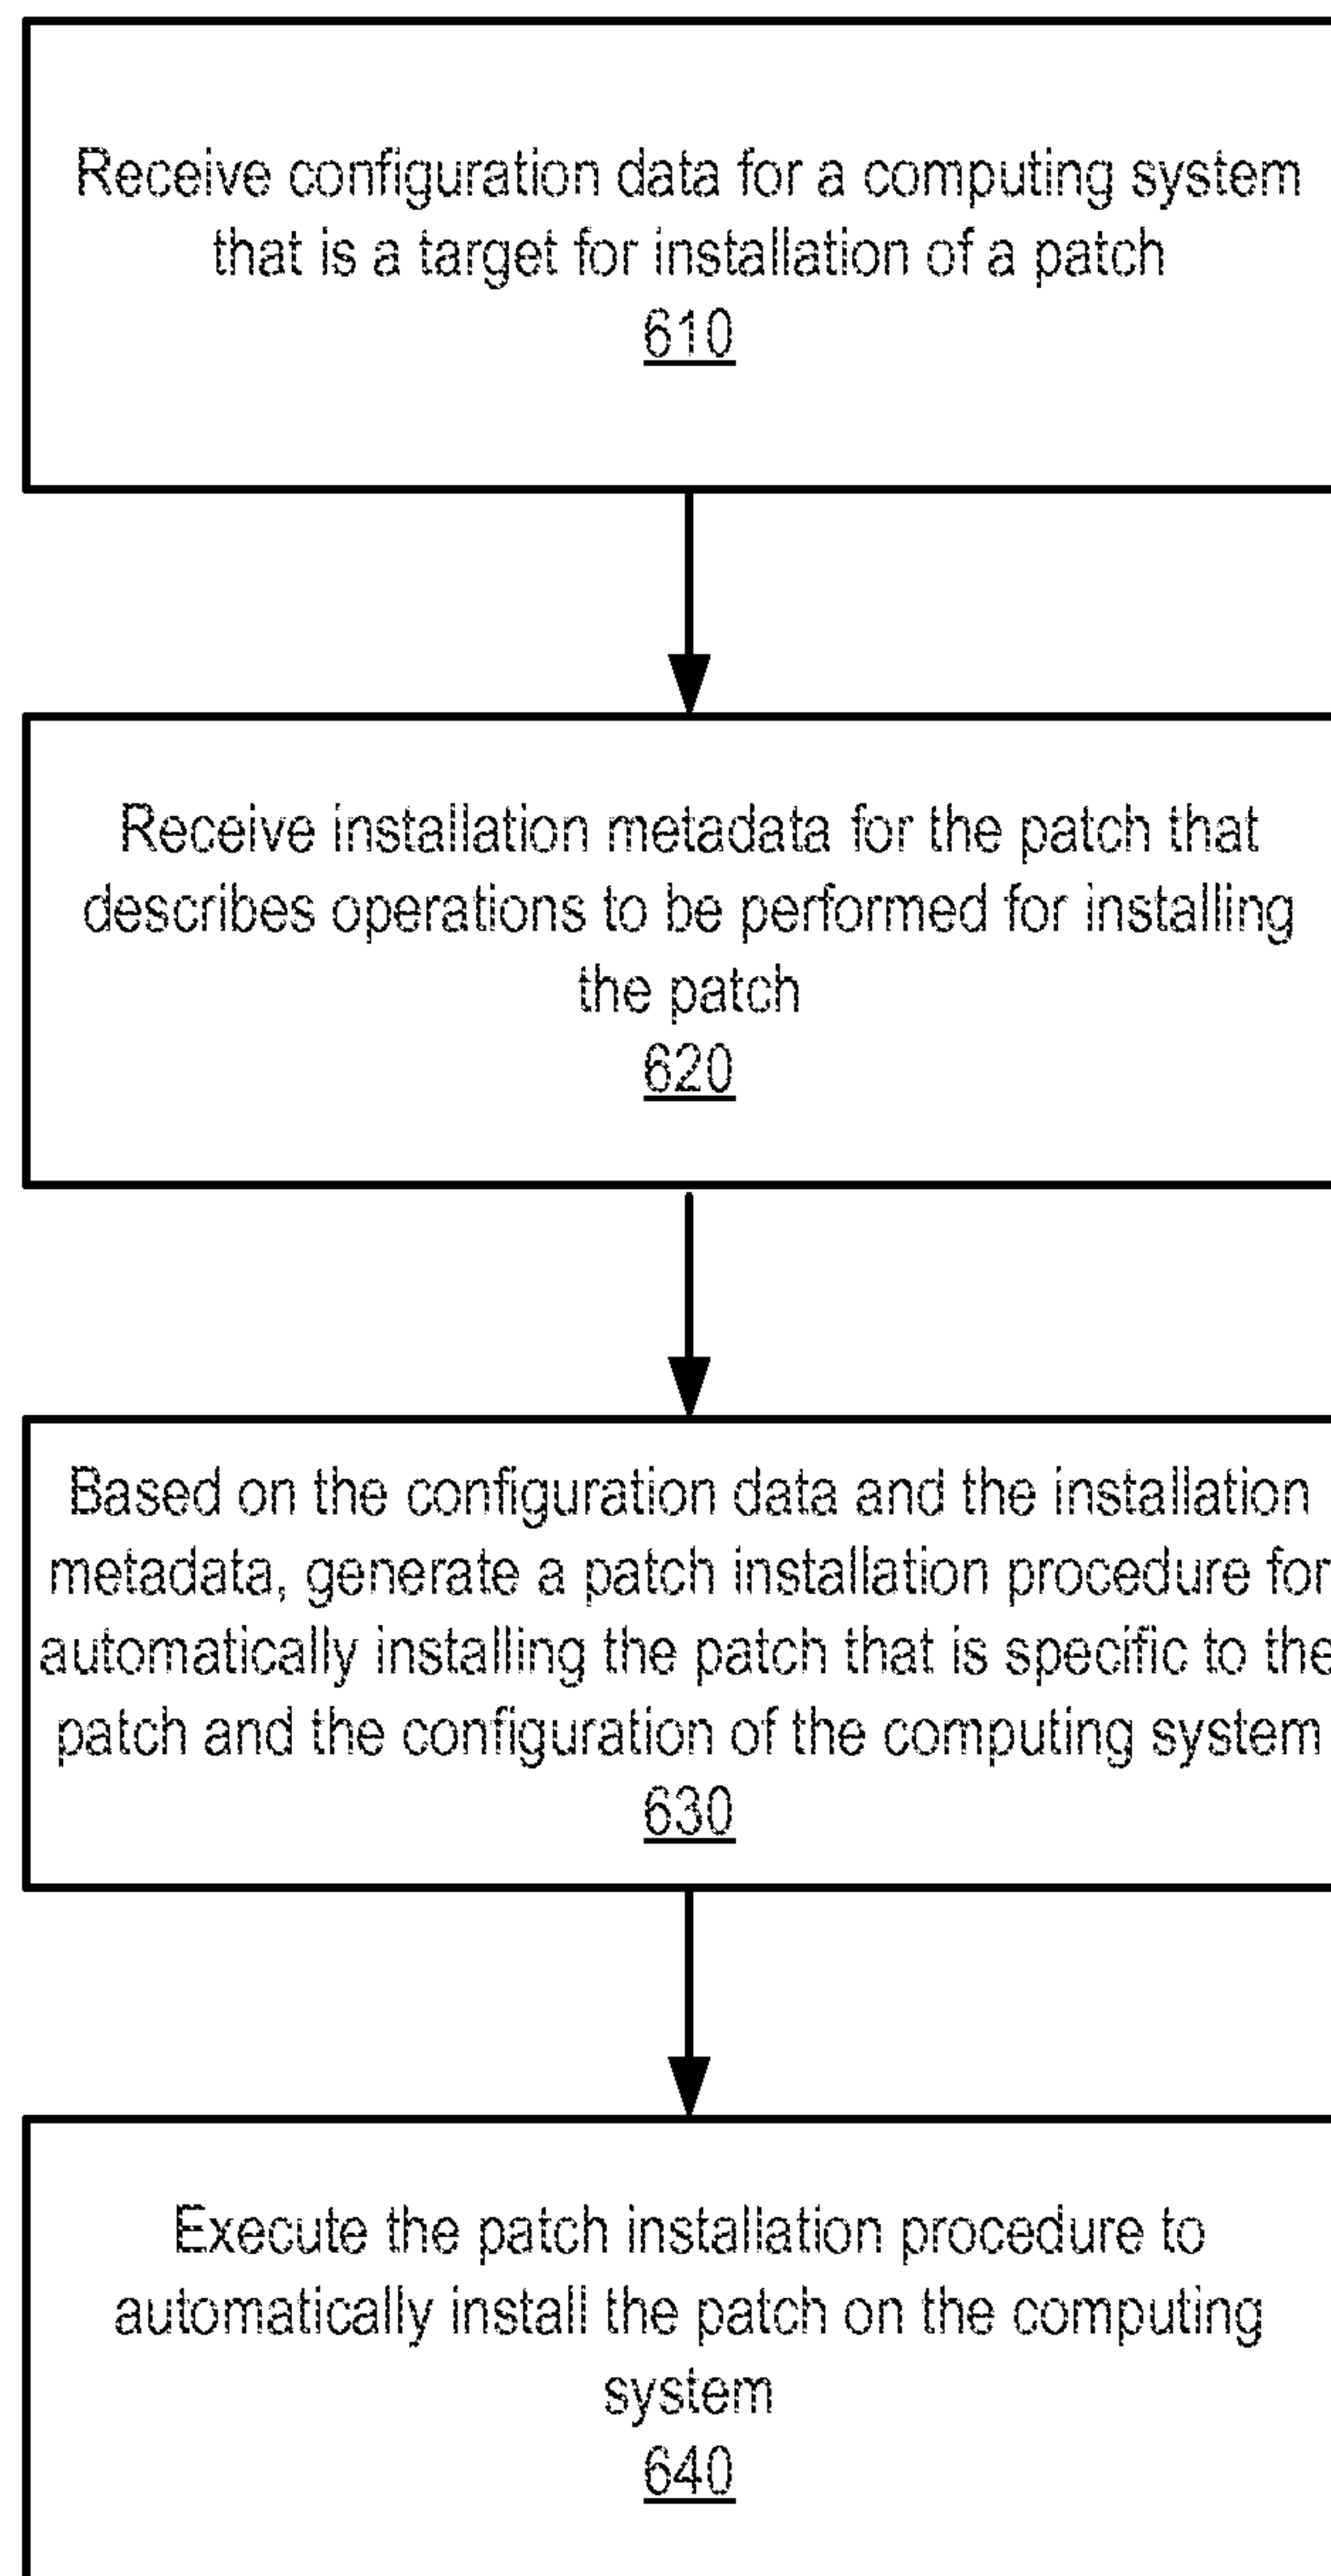 Receive configuration data for a computing system
that is a target for installation of a patch
610
Receive installation metadata for the patch that
describes operations to be performed for installing
the patch
620
Based on the configuration data and the installation
metadata, generate a patch installation procedure for
automatically installing the patch that is specific to the
patch and the configuration of the computing system
630
Execute the patch installation procedure to
automatically install the patch on the computing
system
640